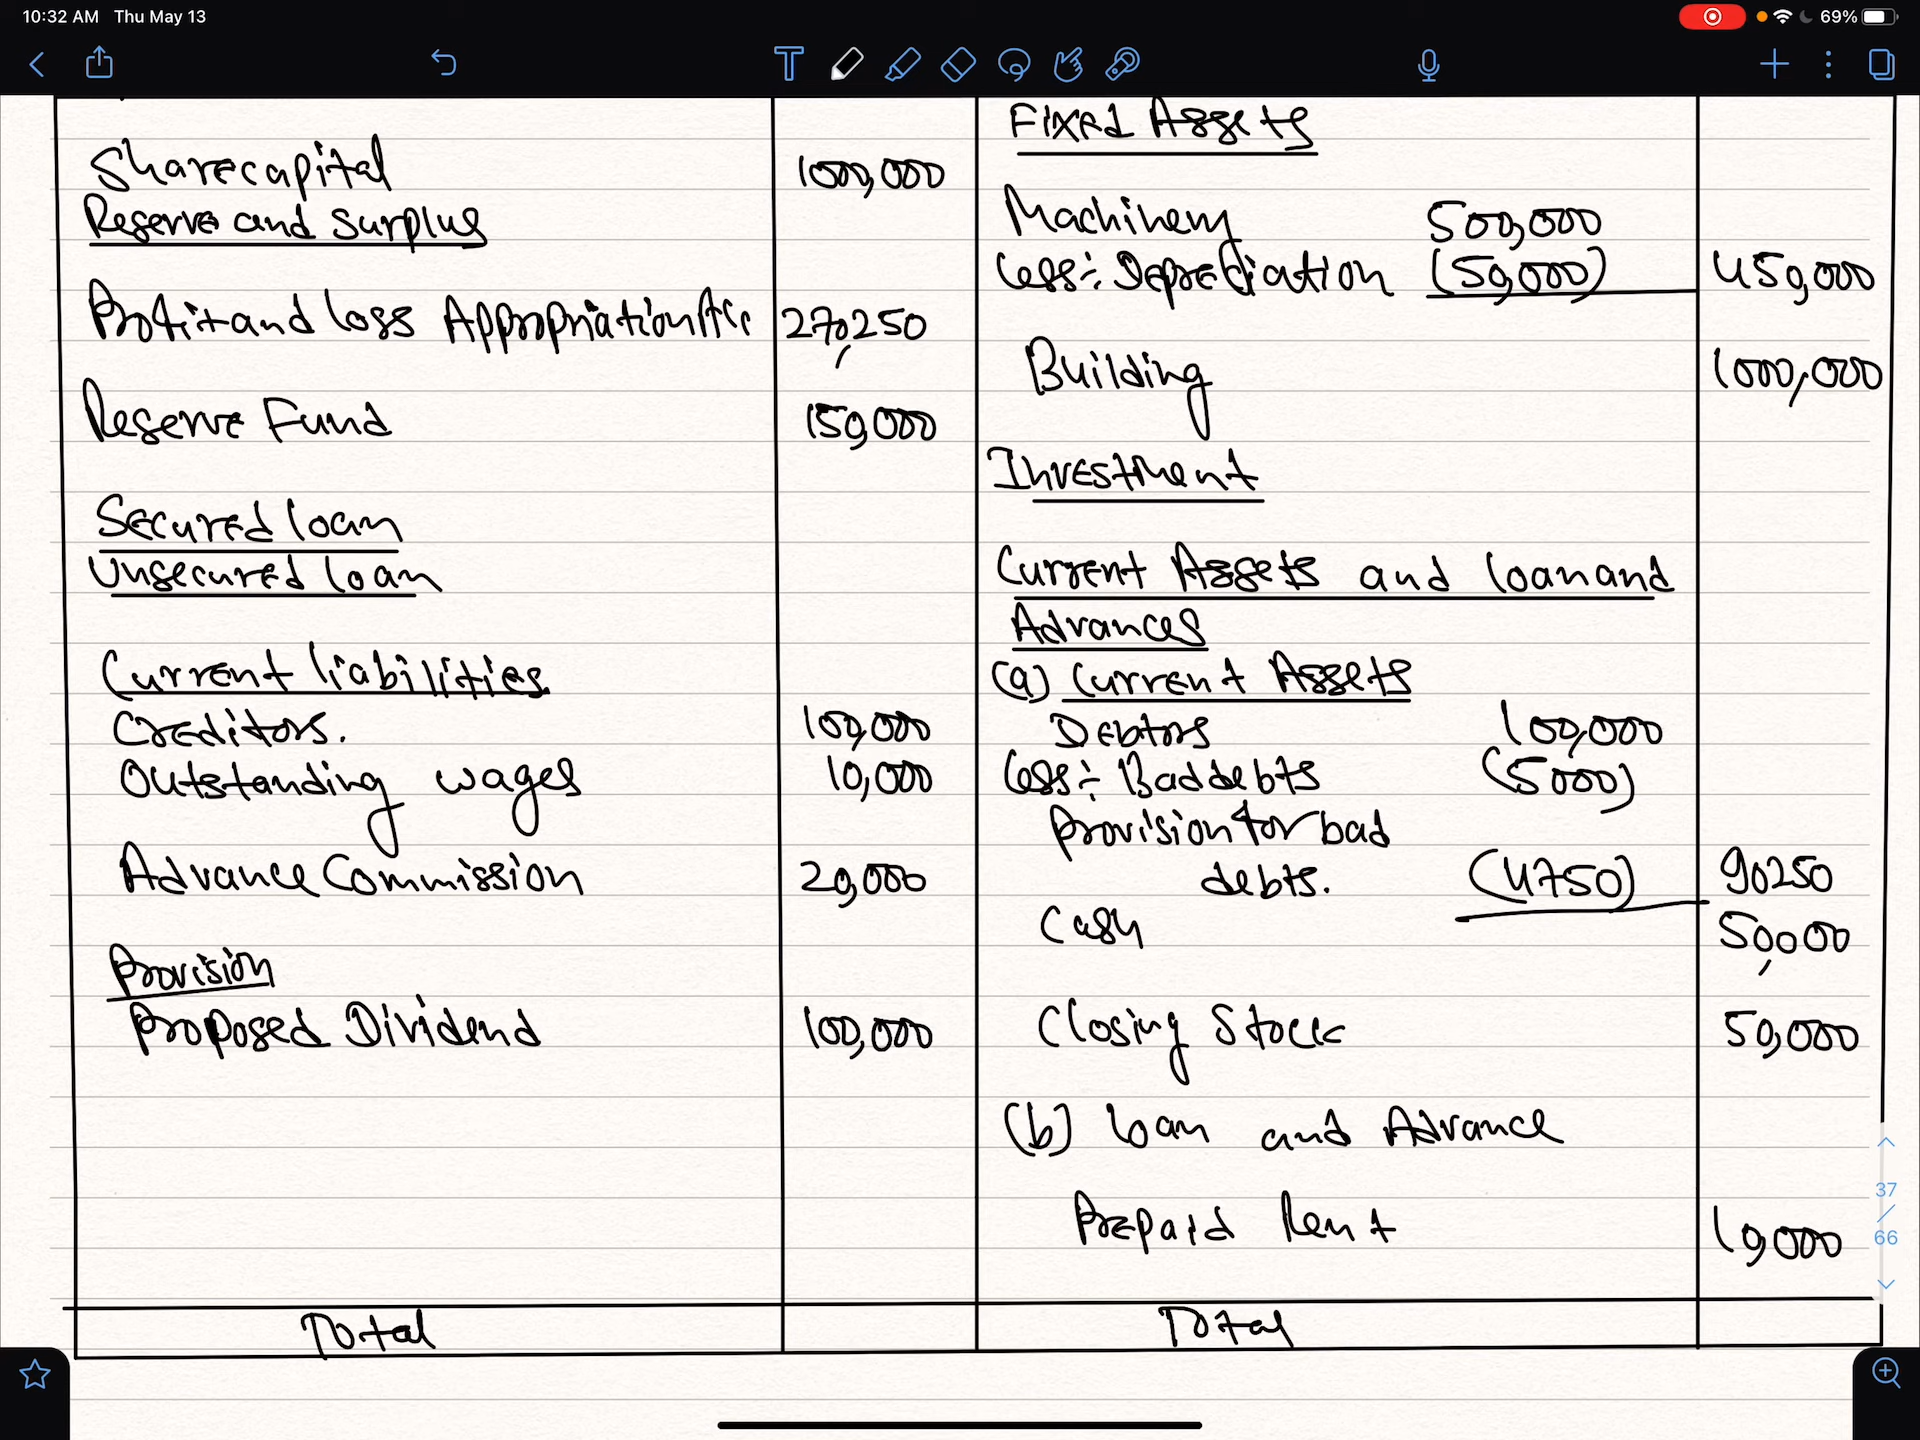 10:32 AM Thu May 13
69%
Sharecapital 1000,000
Reserve and Surplus
Profit and loss Appropriation A/c 270,250
Reserve Fund 150,000
Secured loan
Unsecured loan
Current liabilities
Creditors. 100,000
Outstanding wages 10,000
Advance Commission 20,000
Provision
Proposed Dividend 100,000
Total
Fixed Assets
Machinery 500,000
Less:- Depreciation (50,000) 450,000
Building 1000,000
Investment
Current Assets and loan and
Advances
(a) Current Assets
Debtors 100,000
Less:- Bad debts (5000)
Provision for bad
debts. (4750) 90250
Cash 50,000
Closing Stock 50,000
(b) Loan and Advance
Prepaid Rent 10,000
Total
37
/
66